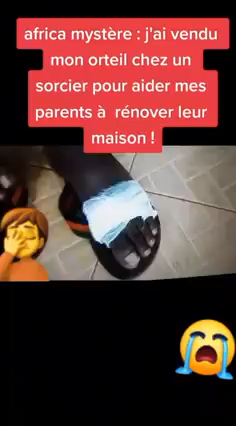 africa mystère : j'ai vendu
mon orteil chez un
sorcier pour aider mes
parents à rénover leur
maison !